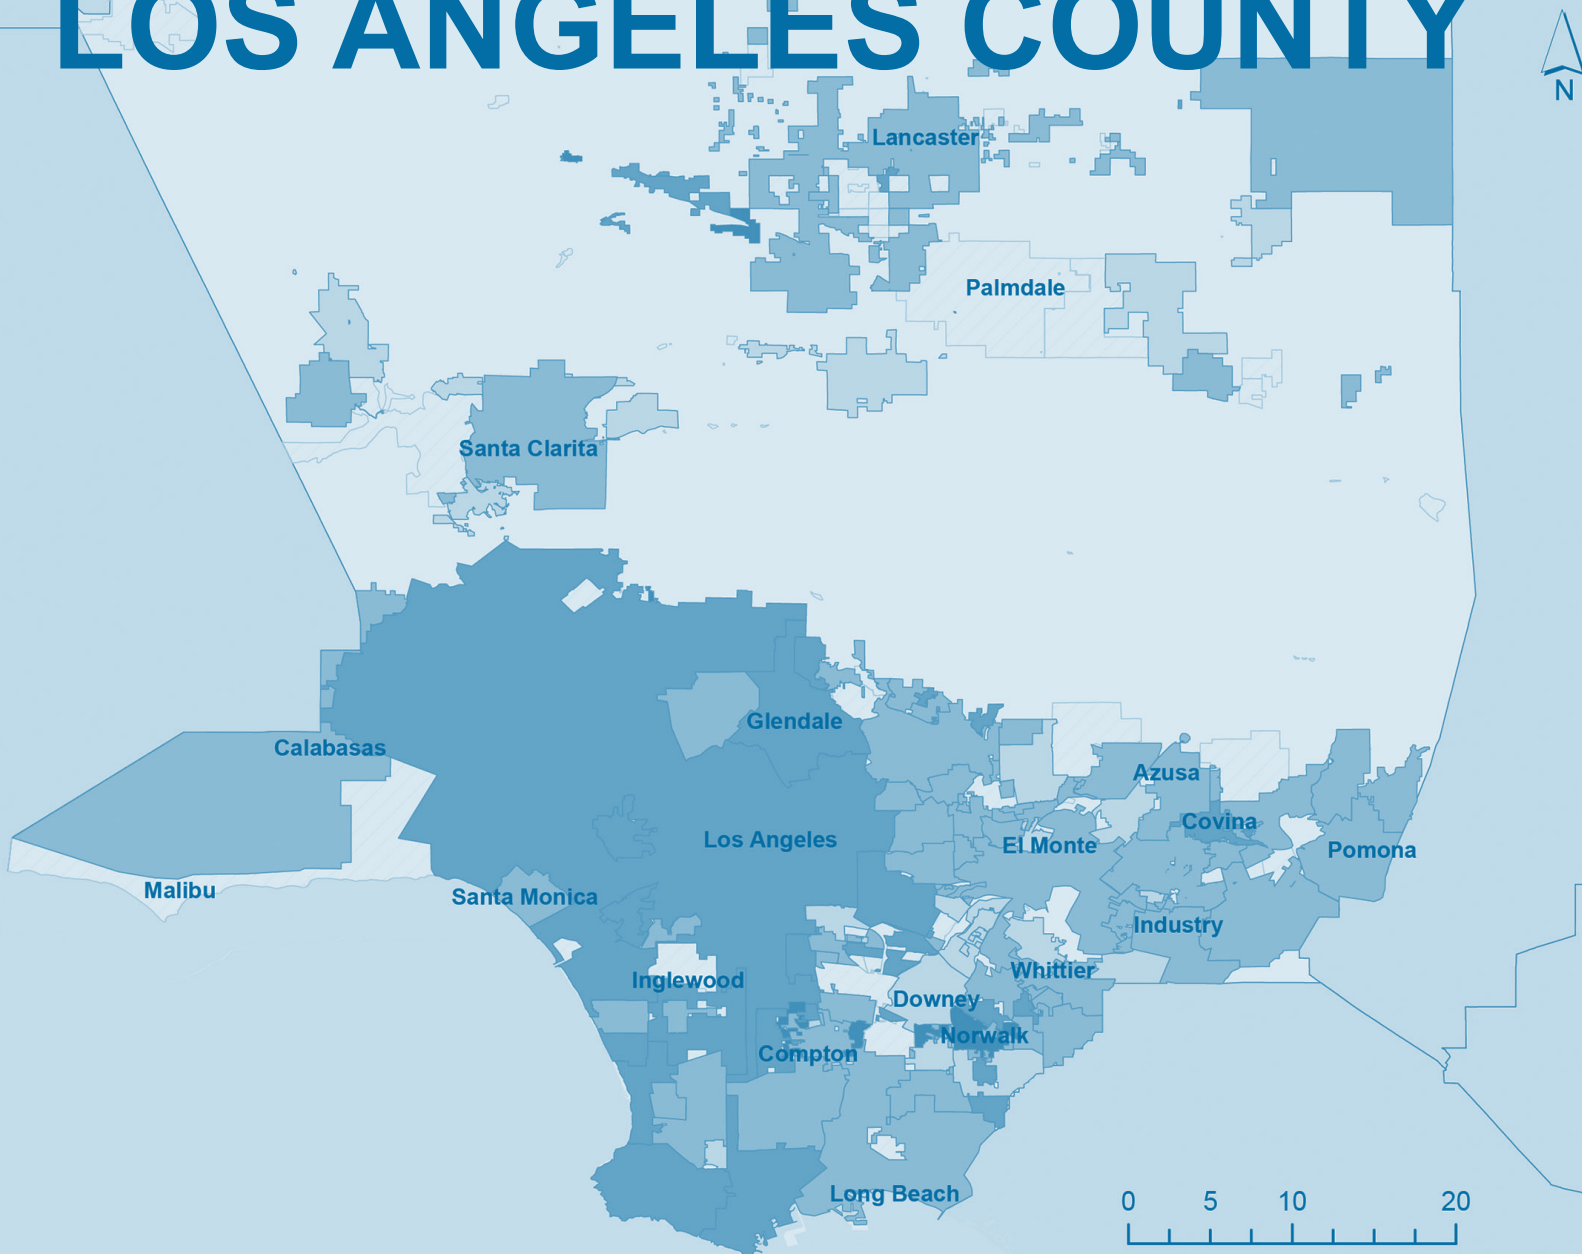 LOS ANGELES COUNTY
N
Lancaster
Palmdale
Santa Clarita
Glendale
Calabasas
Azusa
Covina
Los Angeles
El Monte
Pomona
Malibu
Santa Monica
Industry
Whittier
Inglewood
Downey
Norwalk
Compton
Long Beach
0 5 10 20